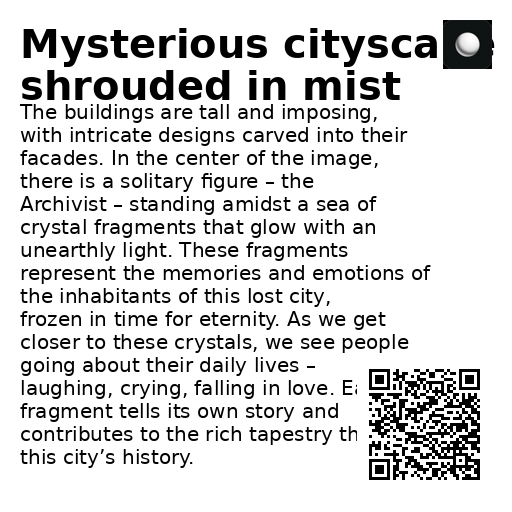 Mysterious citysca
shrouded in mist
The buildings are tall and imposing,
with intricate designs carved into their
facades. In the center of the image,
there is a solitary figure – the
Archivist – standing amidst a sea of
crystal fragments that glow with an
unearthly light. These fragments
represent the memories and emotions of
the inhabitants of this lost city,
frozen in time for eternity. As we get
closer to these crystals, we see people
going about their daily lives –
laughing, crying, falling in love.
fragment tells its own story and
contributes to the rich tapestry
this city’s history.